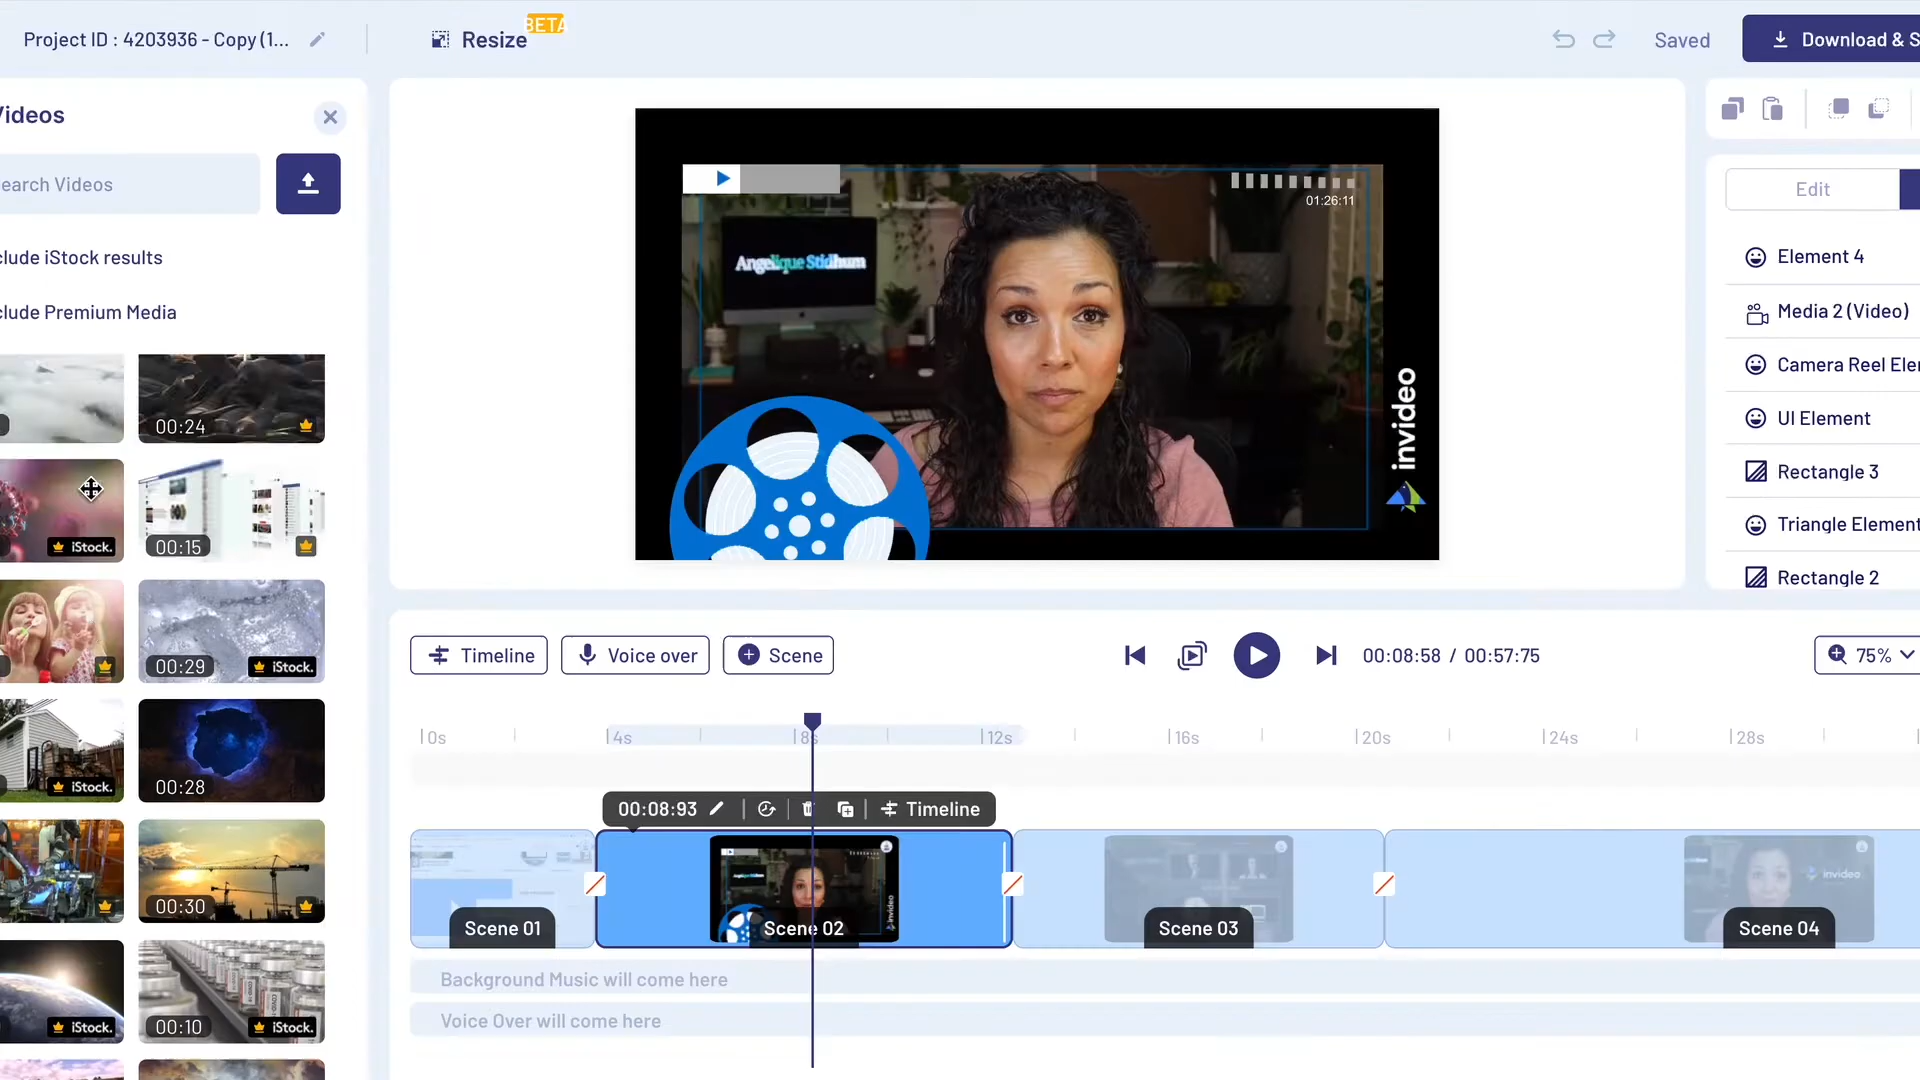 Project ID : 4203936 - Copy (1...
Resize
BETA
Saved
Download & S
Videos
earch Videos
clude iStock results
clude Premium Media
00:24
iStock.
00:15
00:29
iStock.
iStock.
00:28
00:30
iStock.
00:10
iStock.
Angelique Stidhum
01:26:11
invideo
Edit
Element 4
Media 2 (Video)
Camera Reel Ele
UI Element
Rectangle 3
Triangle Element
Rectangle 2
Timeline
Voice over
Scene
00:08:58 / 00:57:75
75%
0s
4s
8s
12s
16s
20s
24s
28s
00:08:93
Timeline
Scene 01
Scene 02
Scene 03
invideo
Scene 04
Background Music will come here
Voice Over will come here